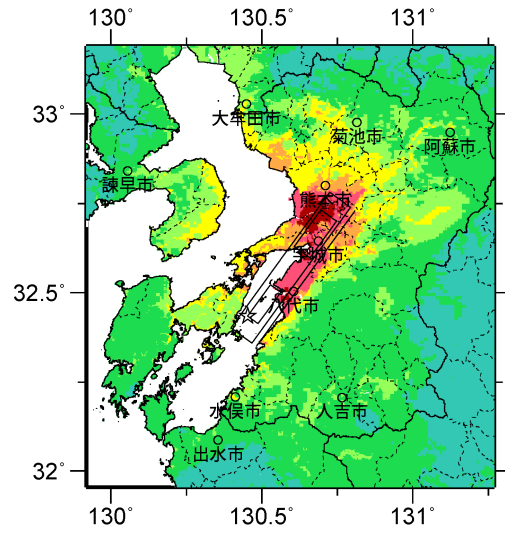 130˚ 130.5˚ 131˚
33˚
大牟田市
菊池市
阿蘇市
諫早市
熊本市
宇城市
32.5˚
八代市
水俣市 人吉市
出水市
32˚
130˚ 130.5˚ 131˚